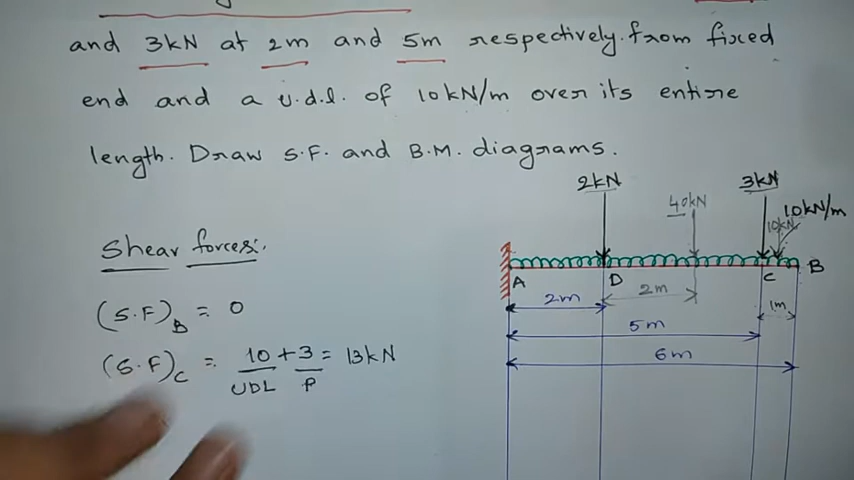 and 3kN at 2m and 5m respectively. from fixed
end and a u.d.l. of 10kN/m over its entire
length. Draw S.F. and B.M. diagrams.
2kN
3kN
40kN
10kN/m
10kN
Shear forces:
A
D
C
B
2m
2m
1m
(S.F)B = 0
5m
(S.F)C = 10 + 3 = 13kN
UDL P
6m